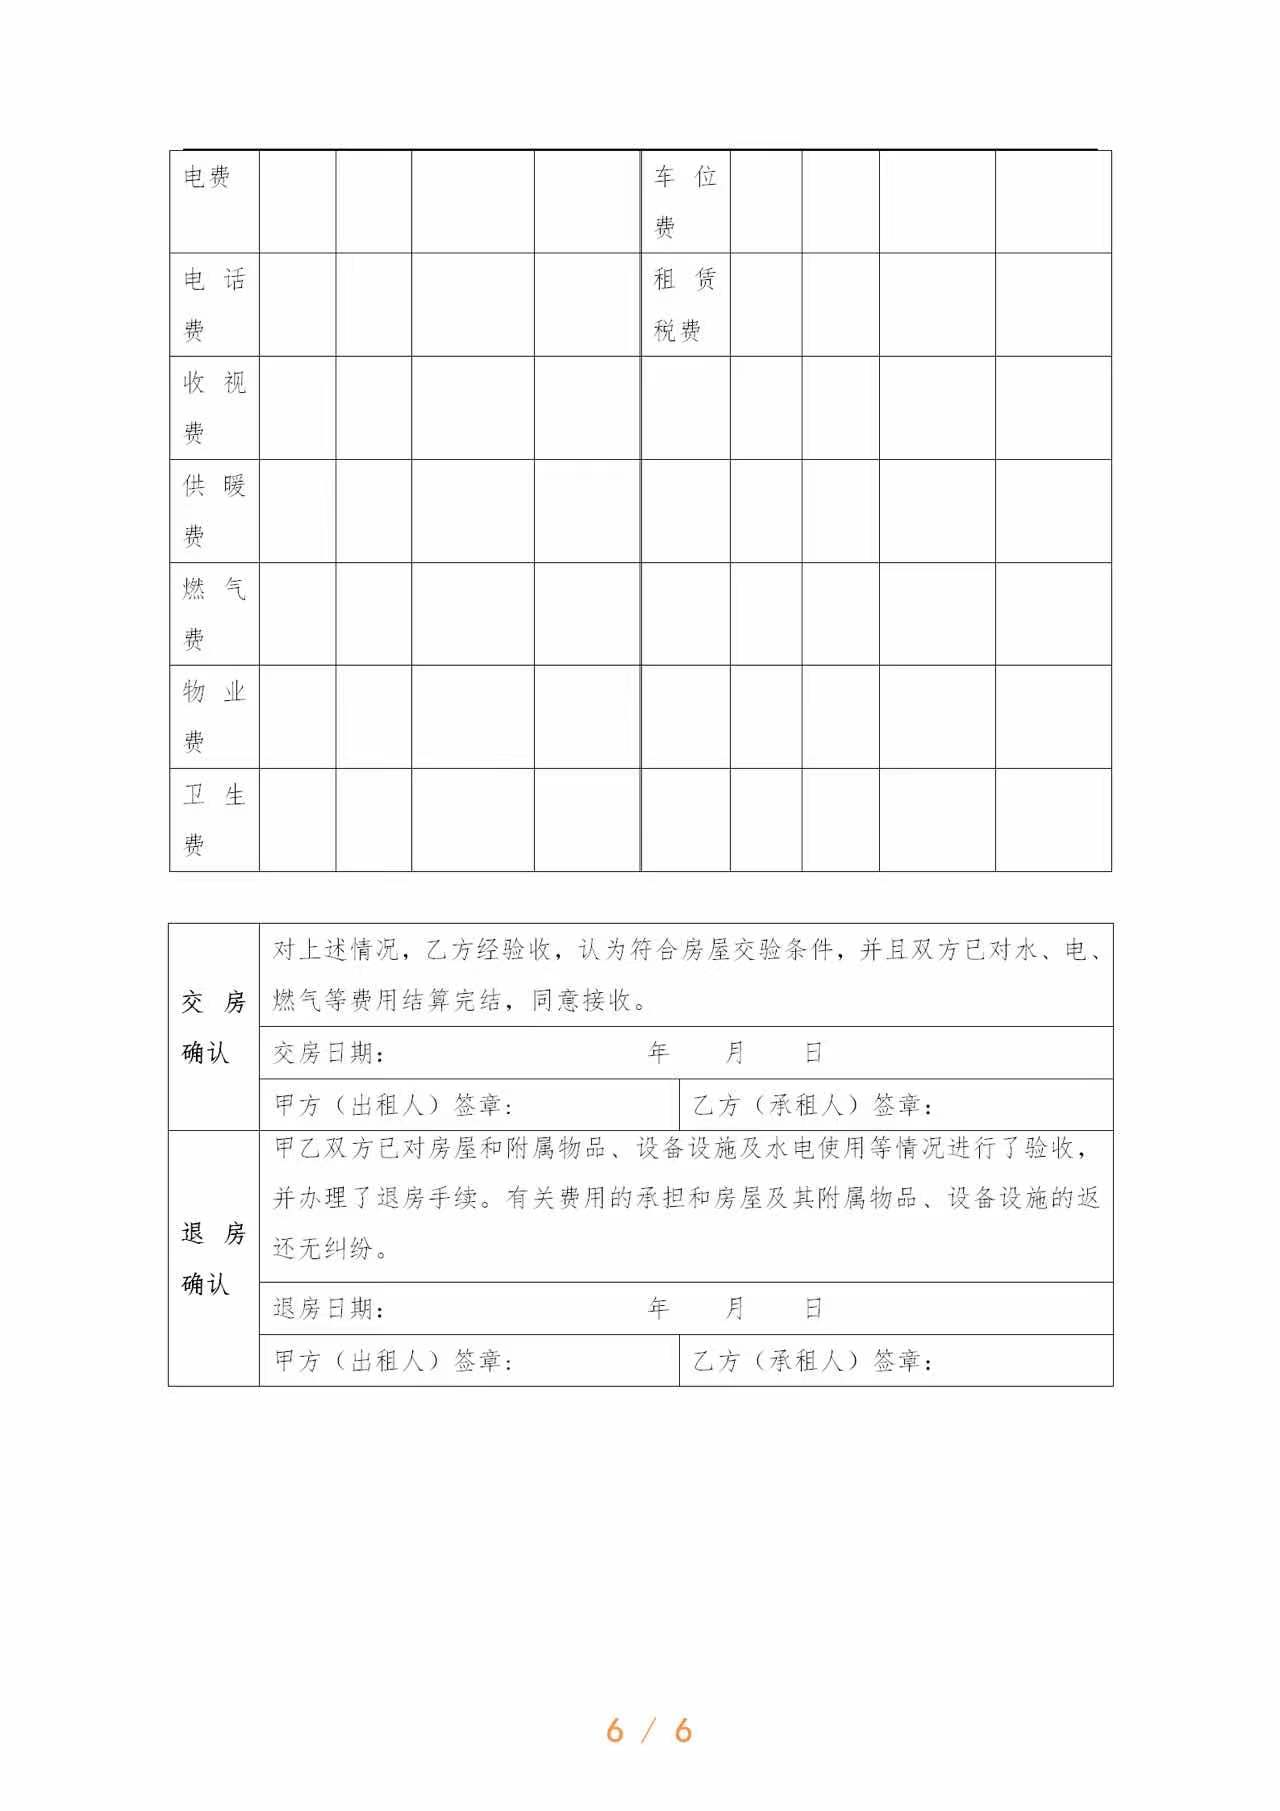 电费 车位
费
电话 租赁
费 税费
收视
费
供暖
费
燃气
费
物业
费
卫生
费
对上述情况，乙方经验收，认为符合房屋交验条件，并且双方已对水、电、
燃气等费用结算完结，同意接收。
交房
确认
交房日期： 年 月 日
甲方（出租人）签章： 乙方（承租人）签章：
甲乙双方已对房屋和附属物品、设备设施及水电使用等情况进行了验收，
并办理了退房手续。有关费用的承担和房屋及其附属物品、设备设施的返
还无纠纷。
退房
确认
退房日期： 年 月 日
甲方（出租人）签章： 乙方（承租人）签章：
6 / 6